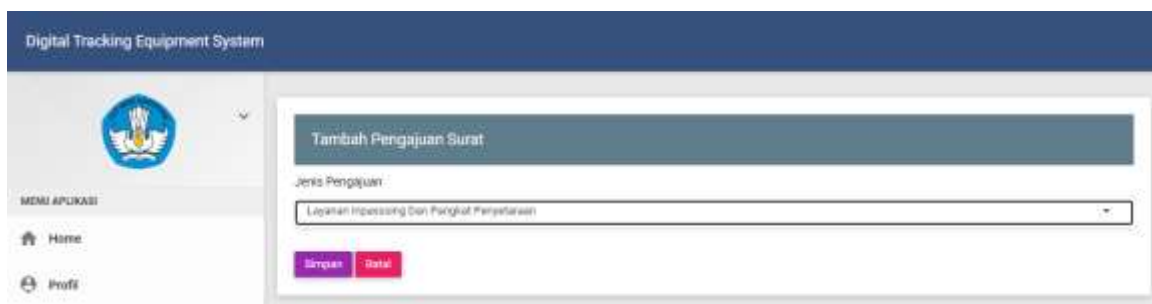 Digital Tracking Equipment System
Tambah Pengajuan Surat
Jenis Pengajuan
MENU APLIKASI
Layanan Inpassing Dan Pangkat Penyetaraan
Home
Simpan Batal
Profil